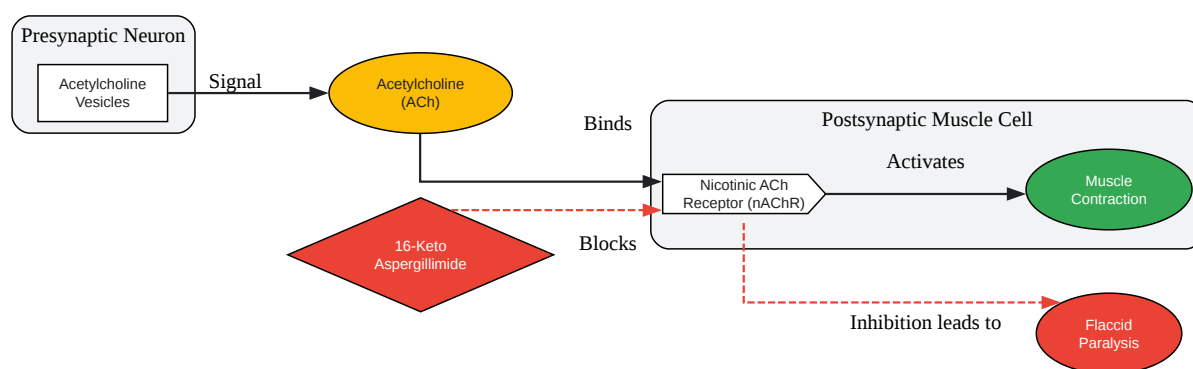 Presynaptic Neuron
Acetylcholine
Vesicles
Signal
Acetylcholine
(ACh)
Binds
Postsynaptic Muscle Cell
Nicotinic ACh
Receptor (nAChR)
Activates
Muscle
Contraction
16-Keto
Aspergillimide
Blocks
Inhibition leads to
Flaccid
Paralysis